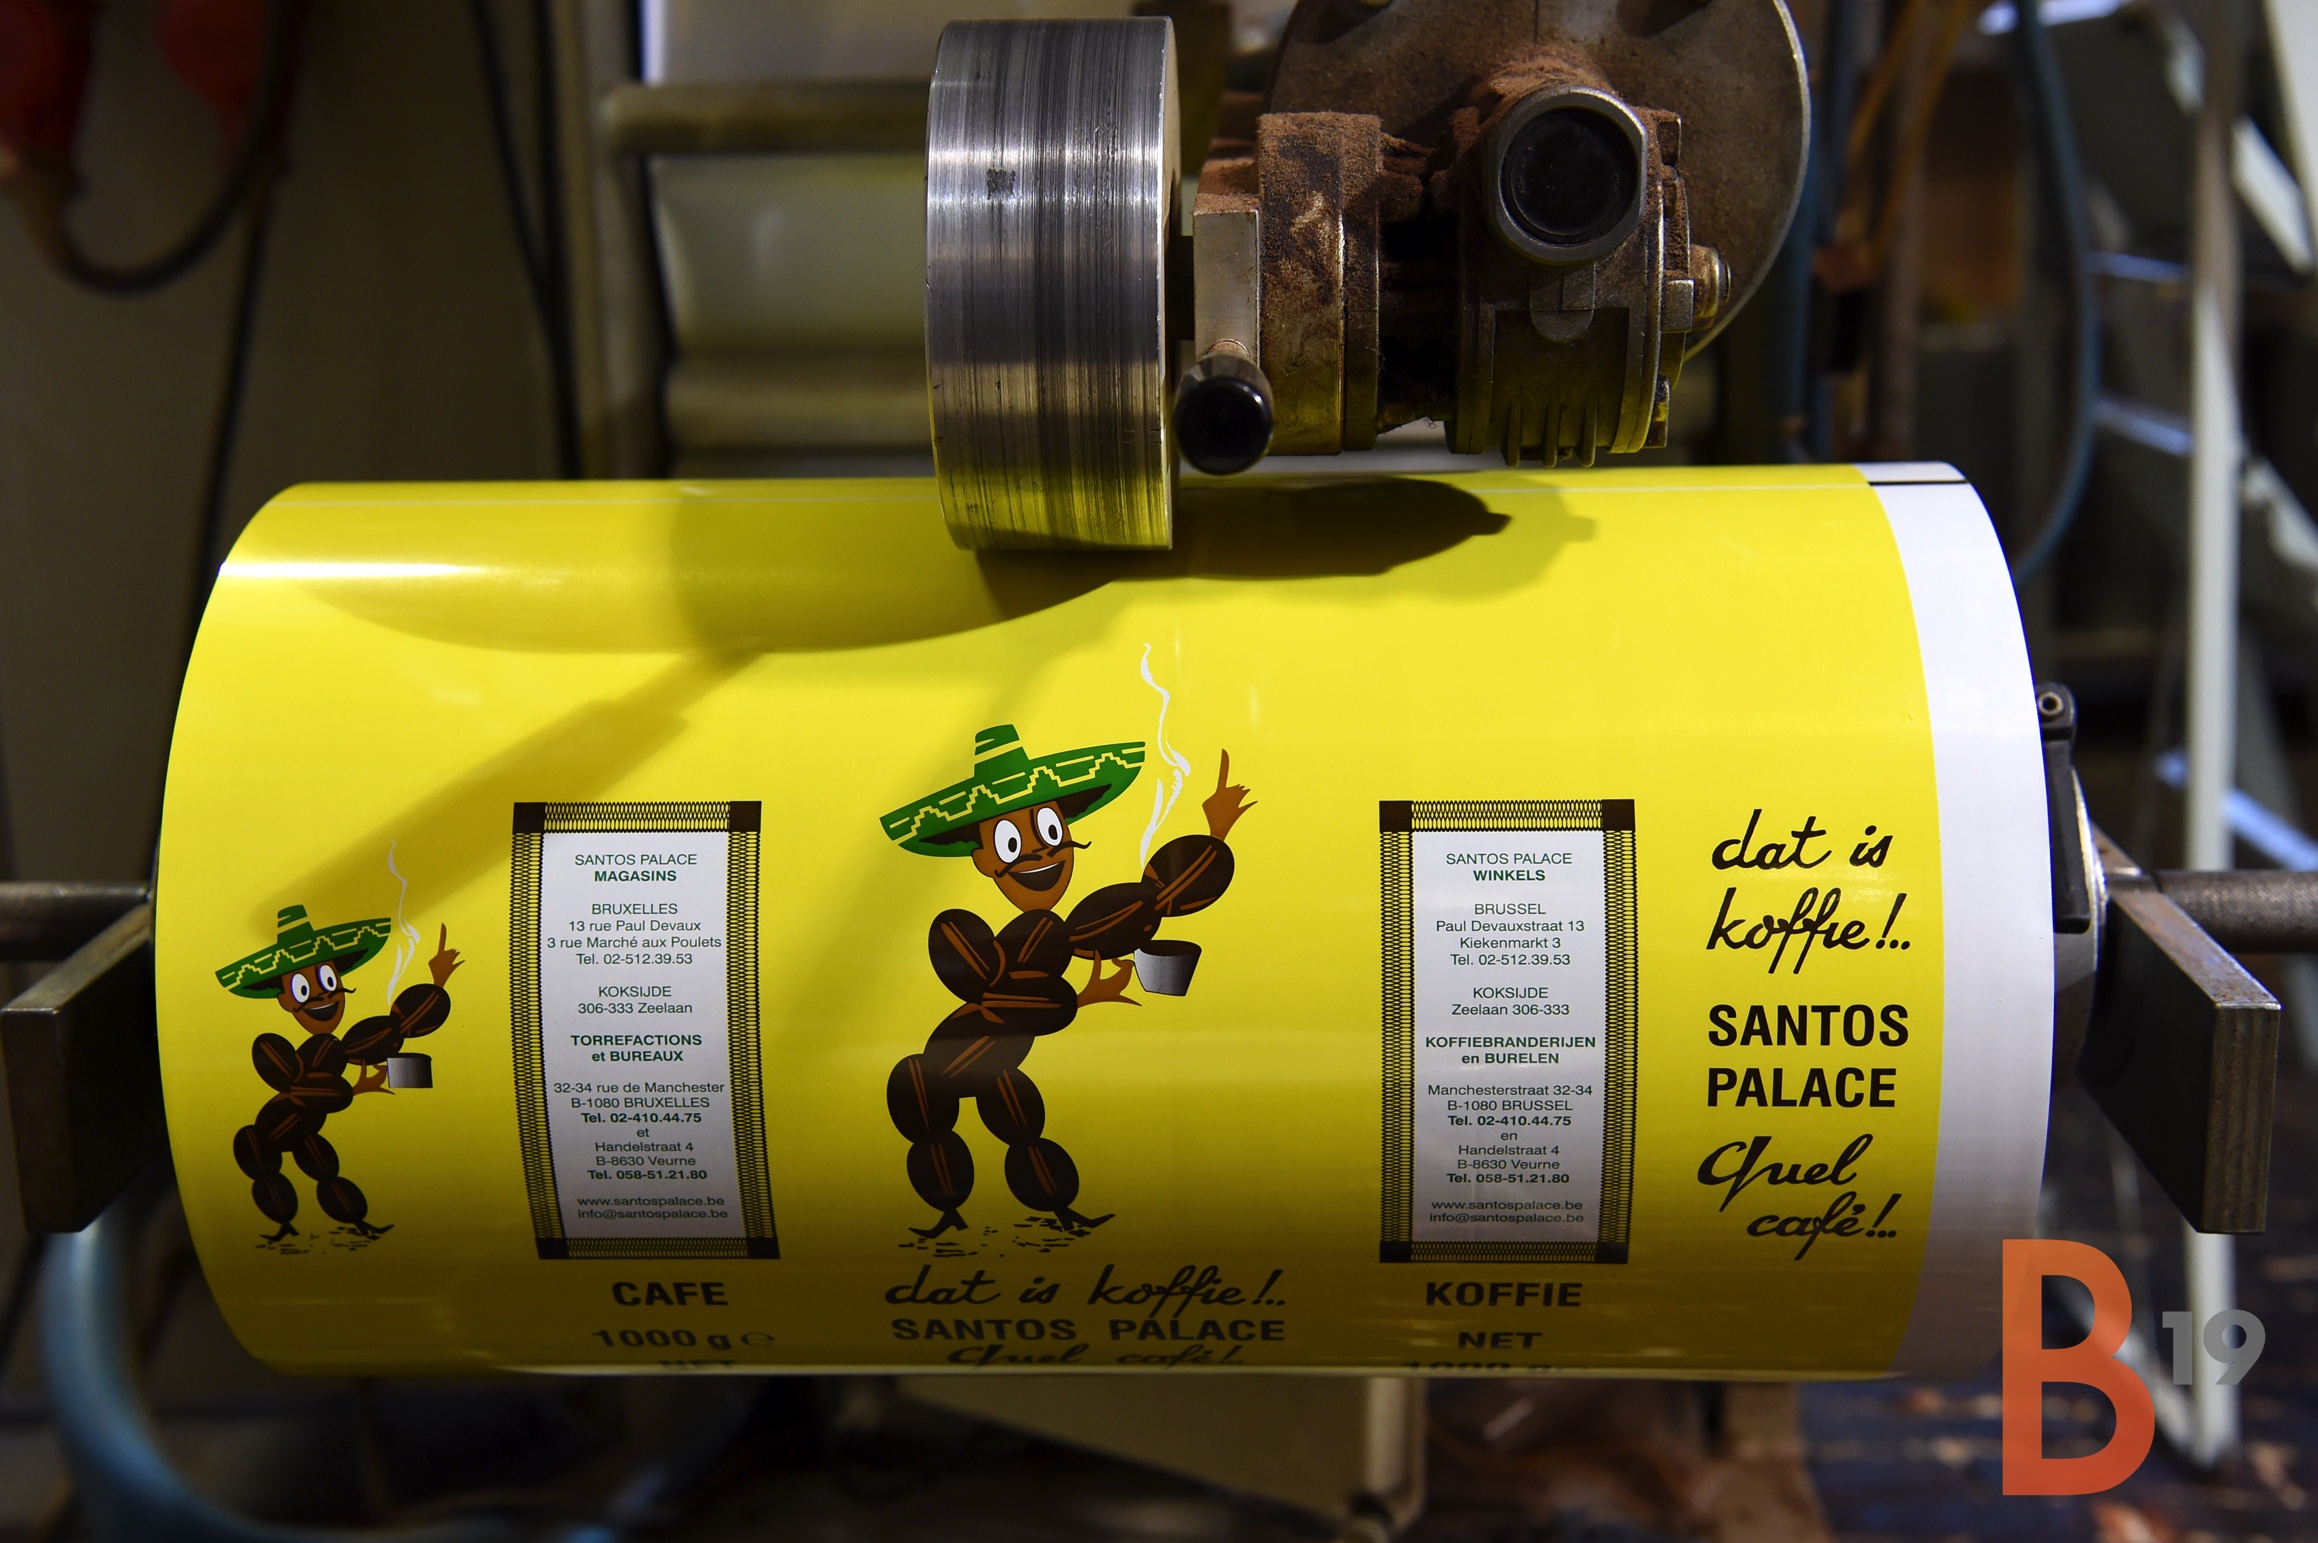 SANTOS PALACE
MAGASINS
BRUXELLES
13 rue Paul Devaux
3 rue Marché aux Poulets
Tel. 02-512.39.53
KOKSIJDE
306-333 Zeelaan
TORREFACTIONS
et BUREAUX
32-34 rue de Manchester
B-1080 BRUXELLES
Tel. 02-410.44.75
et
Handelstraat 4
B-8630 Veurne
Tel. 058-51.21.80
www.santospalace.be
info@santospalace.be
CAFE
1000 g ℮
NET
dat is koffie!..
SANTOS PALACE
Quel café!..
SANTOS PALACE
WINKELS
BRUSSEL
Paul Devauxstraat 13
Kiekenmarkt 3
Tel. 02-512.39.53
KOKSIJDE
Zeelaan 306-333
KOFFIEBRANDERIJEN
en BURELEN
Manchesterstraat 32-34
B-1080 BRUSSEL
Tel. 02-410.44.75
en
Handelstraat 4
B-8630 Veurne
Tel. 058-51.21.80
www.santospalace.be
info@santospalace.be
KOFFIE
NET
1000 g
dat is
koffie!..
SANTOS
PALACE
Quel
café!..
B19